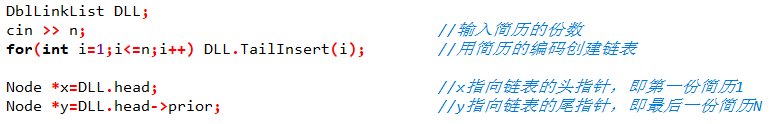 DblLinkList DLL;
cin >> n; //输入简历的份数
for(int i=1;i<=n;i++) DLL.TailInsert(i); //用简历的编码创建链表
Node *x=DLL.head; //x指向链表的头指针，即第一份简历1
Node *y=DLL.head->prior; //y指向链表的尾指针，即最后一份简历N